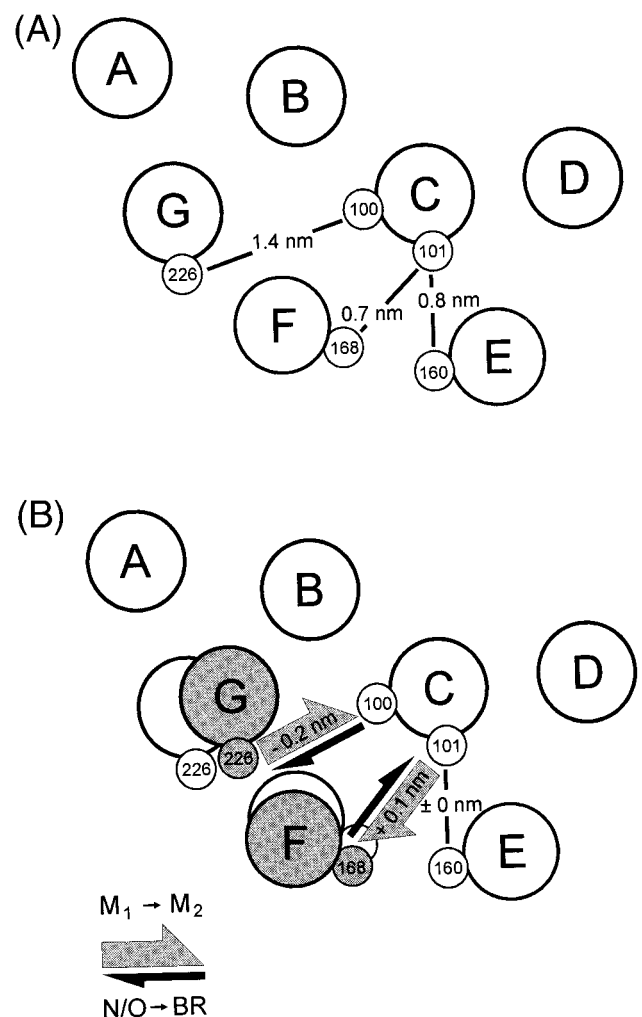 (A)
A
B
C
D
G
100
1.4 nm
226
101
F
0.7 nm
0.8 nm
168
160
E
(B)
A
B
C
D
G
100
- 0.2 nm
226
226
101
+ 0.1 nm
± 0 nm
F
168
160
E
M₁ → M₂
N/O → BR